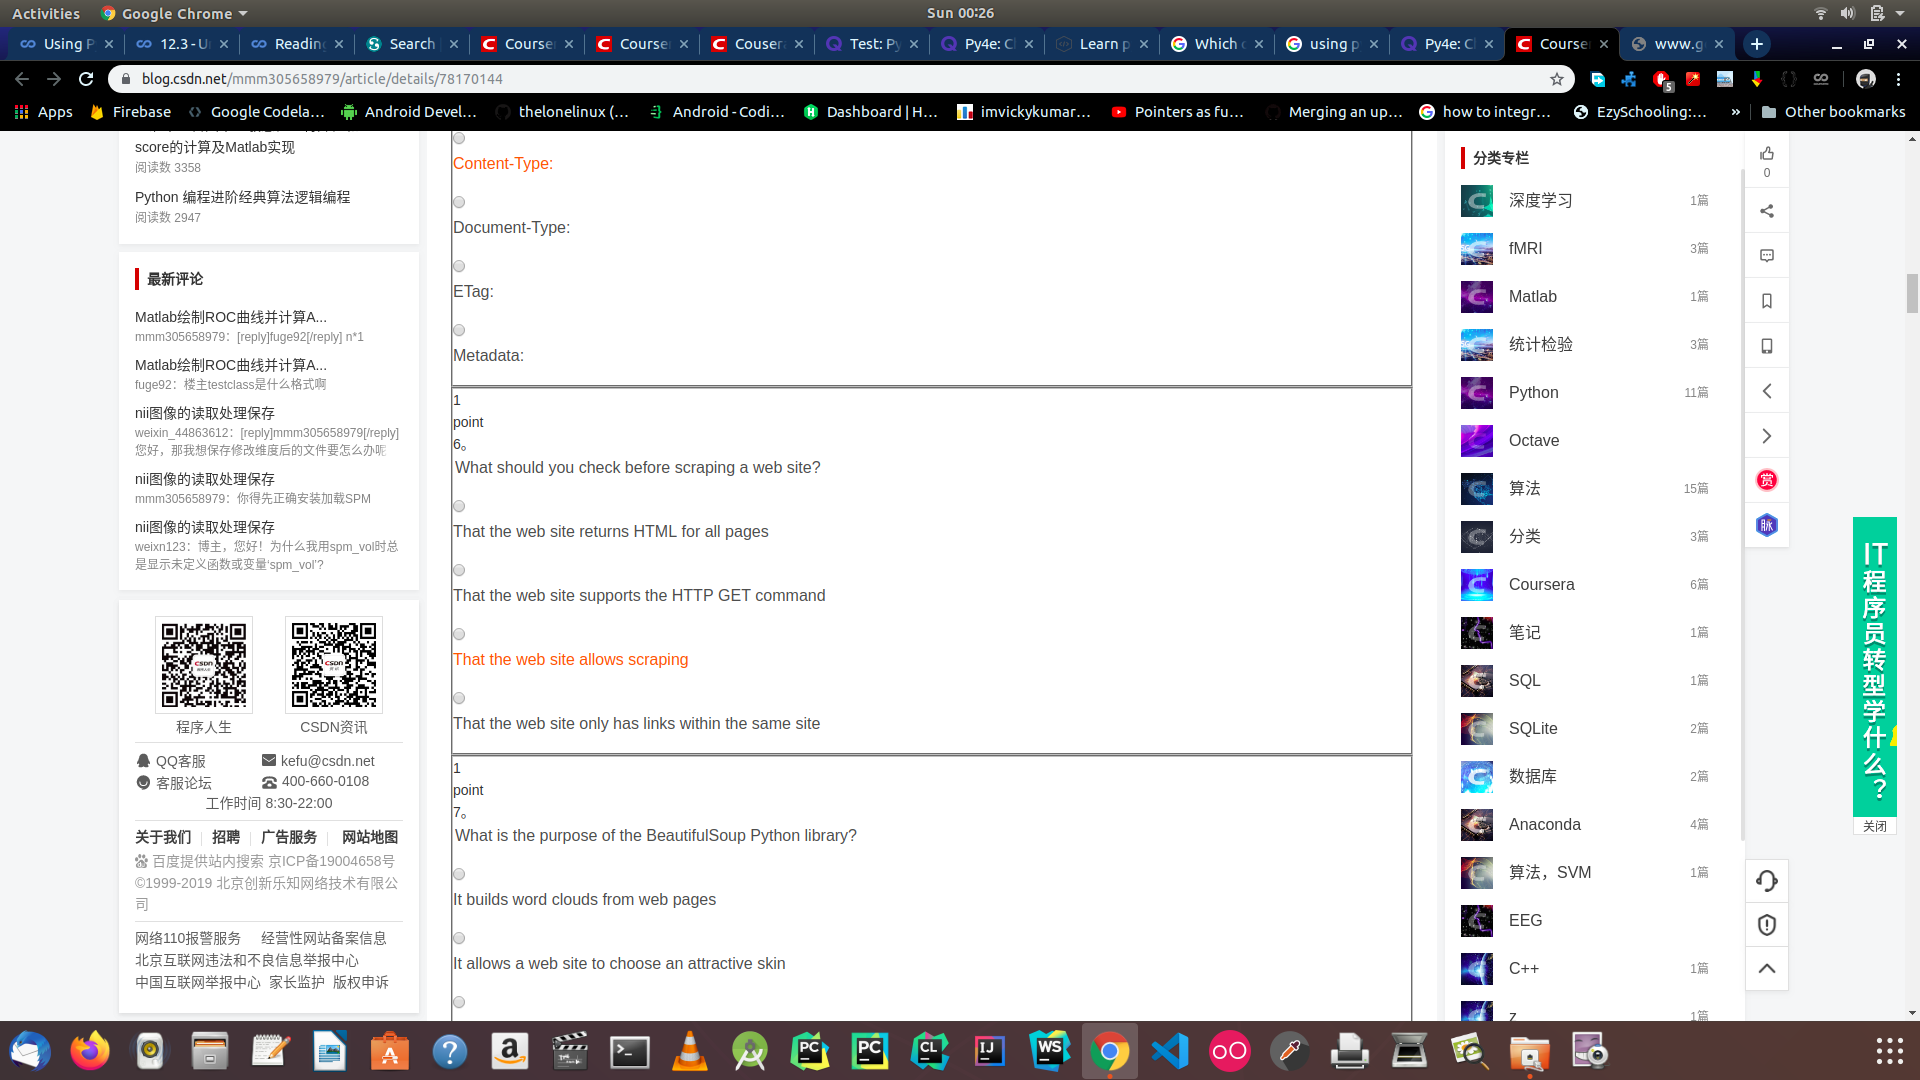 Activities
Google Chrome
Sun 00:26
Using P
12.3 - U
Reading
Search
Course
Course
Cousera
Test: Py
Py4e: C
Learn p
Which
using p
Py4e: C
Course
www.g
blog.csdn.net/mmm305658979/article/details/78170144
5
Apps
Firebase
Google Codela...
Android Devel...
thelonelinux (...
Android - Codi...
Dashboard | H...
imvickykumar...
Pointers as fu...
Merging an up...
how to integr...
EzySchooling:...
»
Other bookmarks
score的计算及Matlab实现
阅读数 3358
Python 编程进阶经典算法逻辑编程
阅读数 2947
最新评论
Matlab绘制ROC曲线并计算A...
mmm305658979：[reply]fuge92[/reply] n*1
Matlab绘制ROC曲线并计算A...
fuge92：楼主testclass是什么格式啊
nii图像的读取处理保存
weixin_44863612：[reply]mmm305658979[/reply]
您好，那我想保存修改维度后的文件要怎么办呢
nii图像的读取处理保存
mmm305658979：你得先正确安装加载SPM
nii图像的读取处理保存
weixn123：博主，您好！为什么我用spm_vol时总
是显示未定义函数或变量‘spm_vol’?
程序人生
CSDN资讯
QQ客服
kefu@csdn.net
客服论坛
400-660-0108
工作时间 8:30-22:00
关于我们
招聘
广告服务
网站地图
百度提供站内搜索 京ICP备19004658号
©1999-2019 北京创新乐知网络技术有限公
司
网络110报警服务
经营性网站备案信息
北京互联网违法和不良信息举报中心
中国互联网举报中心
家长监护
版权申诉
Content-Type:
Document-Type:
ETag:
Metadata:
1
point
6。
What should you check before scraping a web site?
That the web site returns HTML for all pages
That the web site supports the HTTP GET command
That the web site allows scraping
That the web site only has links within the same site
1
point
7。
What is the purpose of the BeautifulSoup Python library?
It builds word clouds from web pages
It allows a web site to choose an attractive skin
分类专栏
深度学习
1篇
fMRI
3篇
Matlab
1篇
统计检验
3篇
Python
11篇
Octave
算法
15篇
分类
3篇
Coursera
6篇
笔记
1篇
SQL
1篇
SQLite
2篇
数据库
2篇
Anaconda
4篇
算法，SVM
1篇
EEG
C++
1篇
z
1篇
0
赏
脉
IT程序员转型学什么？
关闭